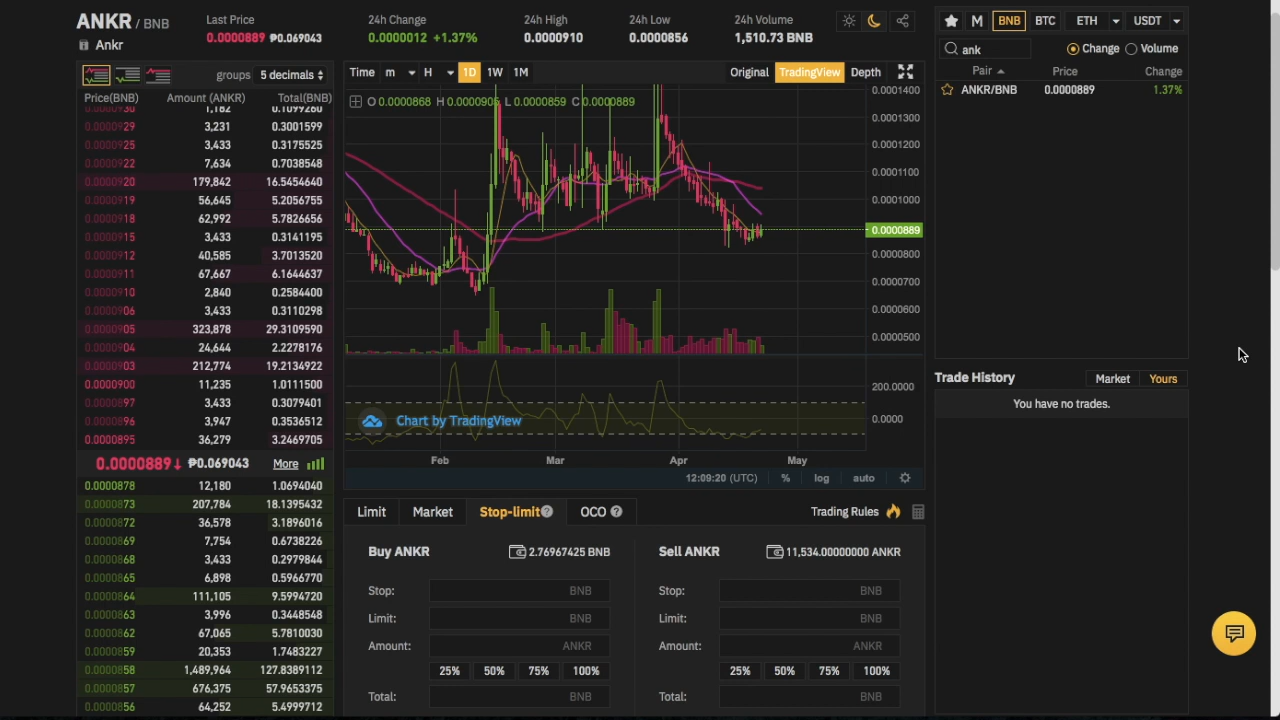 ANKR / BNB
Ankr
Last Price
0.0000889 ₱0.069043
24h Change
0.0000012 +1.37%
24h High
0.0000910
24h Low
0.0000856
24h Volume
1,510.73 BNB
groups 5 decimals
Price(BNB) Amount (ANKR) Total(BNB)
0.0000930 1,182 0.1099260
0.0000929 3,231 0.3001599
0.0000925 3,433 0.3175525
0.0000922 7,634 0.7038548
0.0000920 179,842 16.5454640
0.0000919 56,645 5.2056755
0.0000918 62,992 5.7826656
0.0000915 3,433 0.3141195
0.0000912 40,585 3.7013520
0.0000911 67,667 6.1644637
0.0000910 2,840 0.2584400
0.0000906 3,433 0.3110298
0.0000905 323,878 29.3109590
0.0000904 24,644 2.2278176
0.0000903 212,774 19.2134922
0.0000900 11,235 1.0111500
0.0000897 3,433 0.3079401
0.0000896 3,947 0.3536512
0.0000895 36,279 3.2469705
0.0000889↓ ₱0.069043 More
0.0000878 12,180 1.0694040
0.0000873 207,784 18.1395432
0.0000872 36,578 3.1896016
0.0000869 7,754 0.6738226
0.0000868 3,433 0.2979844
0.0000865 6,898 0.5966770
0.0000864 111,105 9.5994720
0.0000863 3,996 0.3448548
0.0000862 67,065 5.7810030
0.0000859 20,353 1.7483227
0.0000858 1,489,964 127.8389112
0.0000857 676,375 57.9653375
0.0000856 64,252 5.4999712
Time m H 1D 1W 1M
Original TradingView Depth
O 0.0000868 H 0.0000905 L 0.0000859 C 0.0000889
0.0001400
0.0001300
0.0001200
0.0001100
0.0001000
0.0000889
0.0000800
0.0000700
0.0000600
0.0000500
200.0000
0.0000
Chart by TradingView
Feb Mar Apr May
12:09:20 (UTC) % log auto
Limit Market Stop-limit ? OCO ?
Trading Rules
Buy ANKR 2.76967425 BNB
Stop: BNB
Limit: BNB
Amount: ANKR
25% 50% 75% 100%
Total: BNB
Sell ANKR 11,534.00000000 ANKR
Stop: BNB
Limit: BNB
Amount: ANKR
25% 50% 75% 100%
Total: BNB
M BNB BTC ETH USDT
ank
Change Volume
Pair Price Change
ANKR/BNB 0.0000889 1.37%
Trade History
Market Yours
You have no trades.